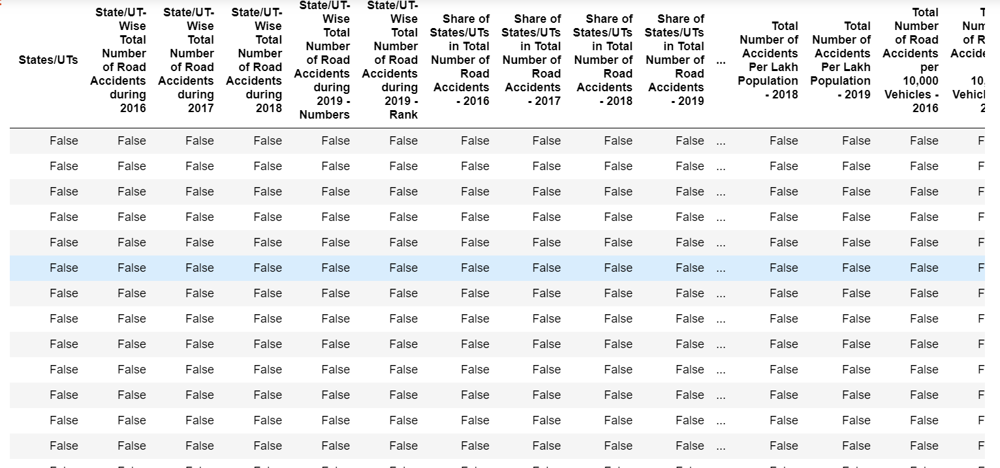 States/UTs
State/UT-
Wise
Total
Number
of Road
Accidents
during
2016
State/UT-
Wise
Total
Number
of Road
Accidents
during
2017
State/UT-
Wise
Total
Number
of Road
Accidents
during
2018
State/UT-
Wise
Total
Number
of Road
Accidents
during
2019 -
Numbers
State/UT-
Wise
Total
Number
of Road
Accidents
during
2019 -
Rank
Share of
States/UTs
in Total
Number of
Road
Accidents
- 2016
Share of
States/UTs
in Total
Number of
Road
Accidents
- 2017
Share of
States/UTs
in Total
Number of
Road
Accidents
- 2018
Share of
States/UTs
in Total
Number of
Road
Accidents
- 2019
...
Total
Number of
Accidents
Per Lakh
Population
- 2018
Total
Number of
Accidents
Per Lakh
Population
- 2019
Total
Number
of Road
Accidents
per
10,000
Vehicles -
2016
T
Num
of R
Accide
10,
Vehicl
2
False False False False False False False False False False ... False False False F
False False False False False False False False False False ... False False False F
False False False False False False False False False False ... False False False F
False False False False False False False False False False ... False False False F
False False False False False False False False False False ... False False False F
False False False False False False False False False False ... False False False F
False False False False False False False False False False ... False False False F
False False False False False False False False False False ... False False False F
False False False False False False False False False False ... False False False F
False False False False False False False False False False ... False False False F
False False False False False False False False False False ... False False False F
False False False False False False False False False False ... False False False F
False False False False False False False False False False ... False False False F